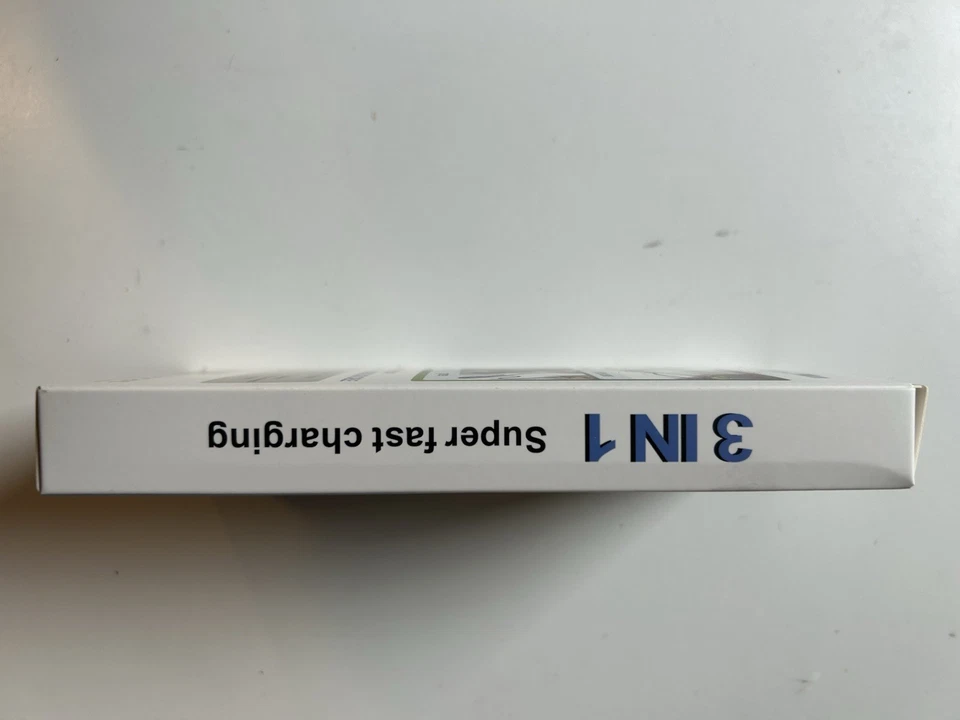 3 IN 1 Super fast charging